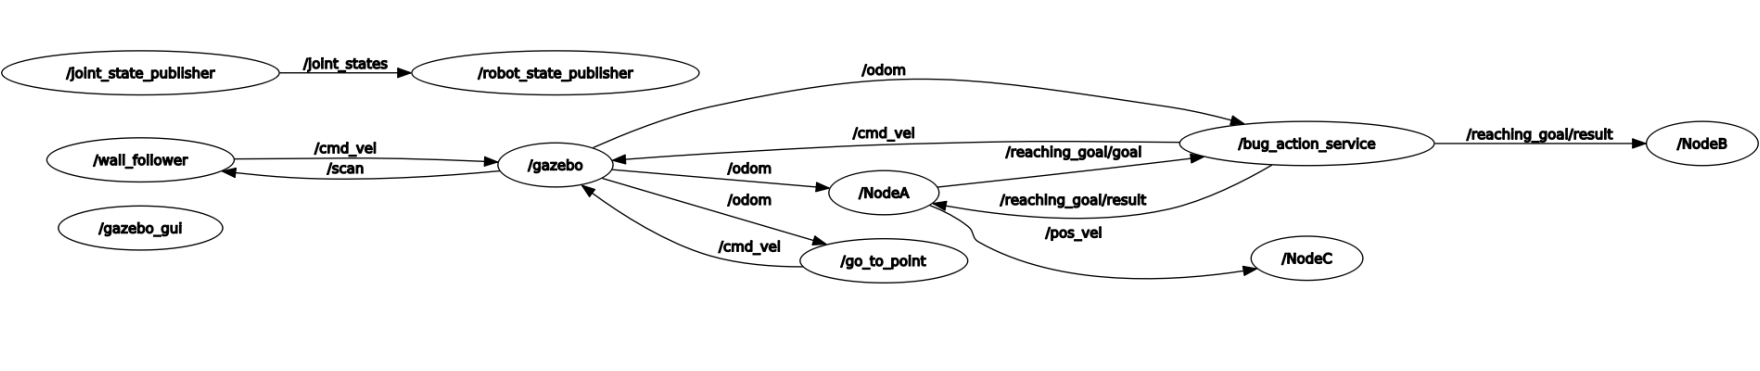 /joint_state_publisher
/joint_states
/robot_state_publisher
/odom
/wall_follower
/cmd_vel
/scan
/gazebo
/cmd_vel
/bug_action_service
/reaching_goal/result
/NodeB
/odom
/reaching_goal/goal
/NodeA
/reaching_goal/result
/odom
/gazebo_gui
/cmd_vel
/pos_vel
/go_to_point
/NodeC